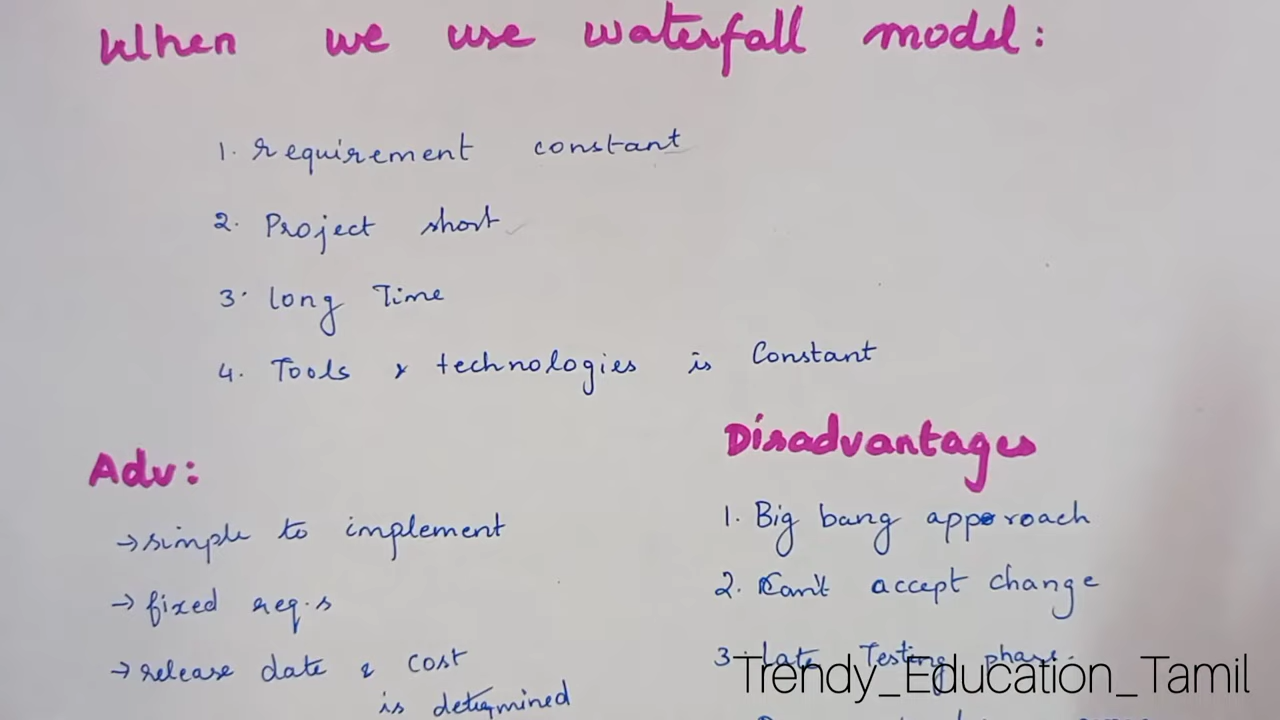 When we use waterfall model:
1. requirement constant
2. Project short
3. long Time
4. Tools & technologies is Constant
Adv:
→ simple to implement
→ fixed req.s
→ release date & cost
is determined
Disadvantages
1. Big bang approach
2. Can't accept change
3. Late Testing phase.
Trendy_Education_Tamil